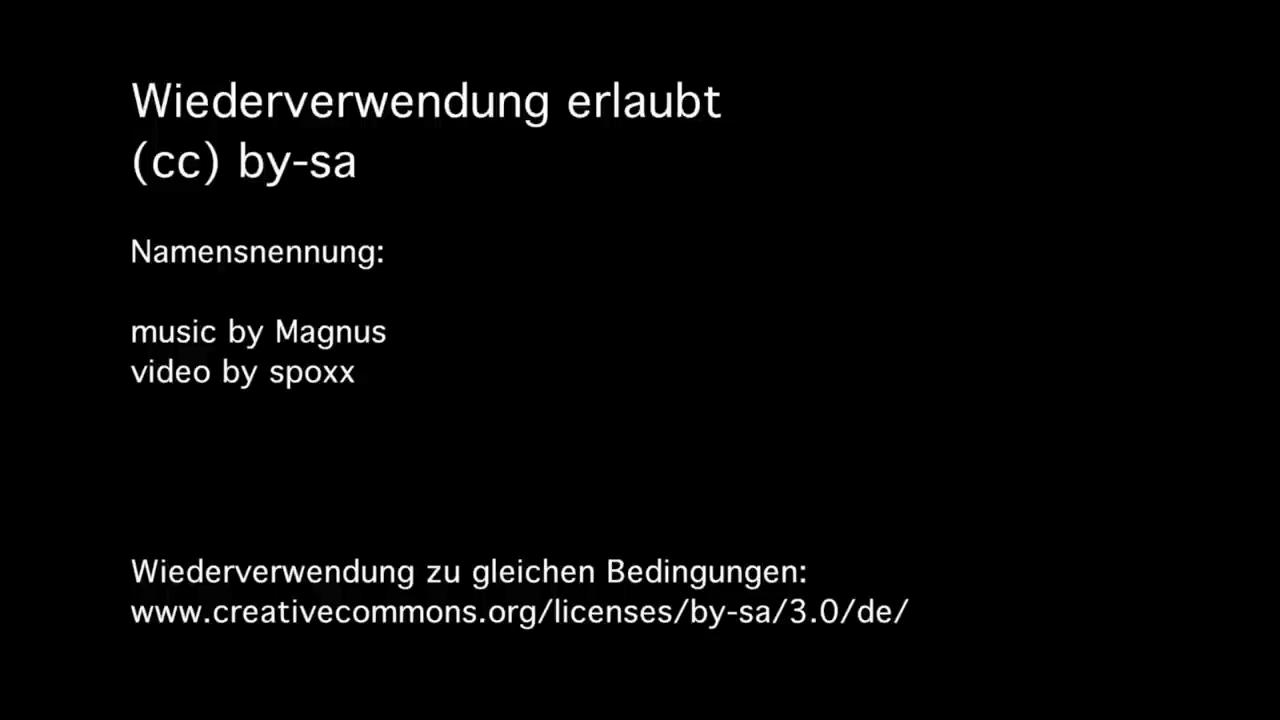 Wiederverwendung erlaubt
(cc) by-sa
Namensnennung:
music by Magnus
video by spoxx
Wiederverwendung zu gleichen Bedingungen:
www.creativecommons.org/licenses/by-sa/3.0/de/